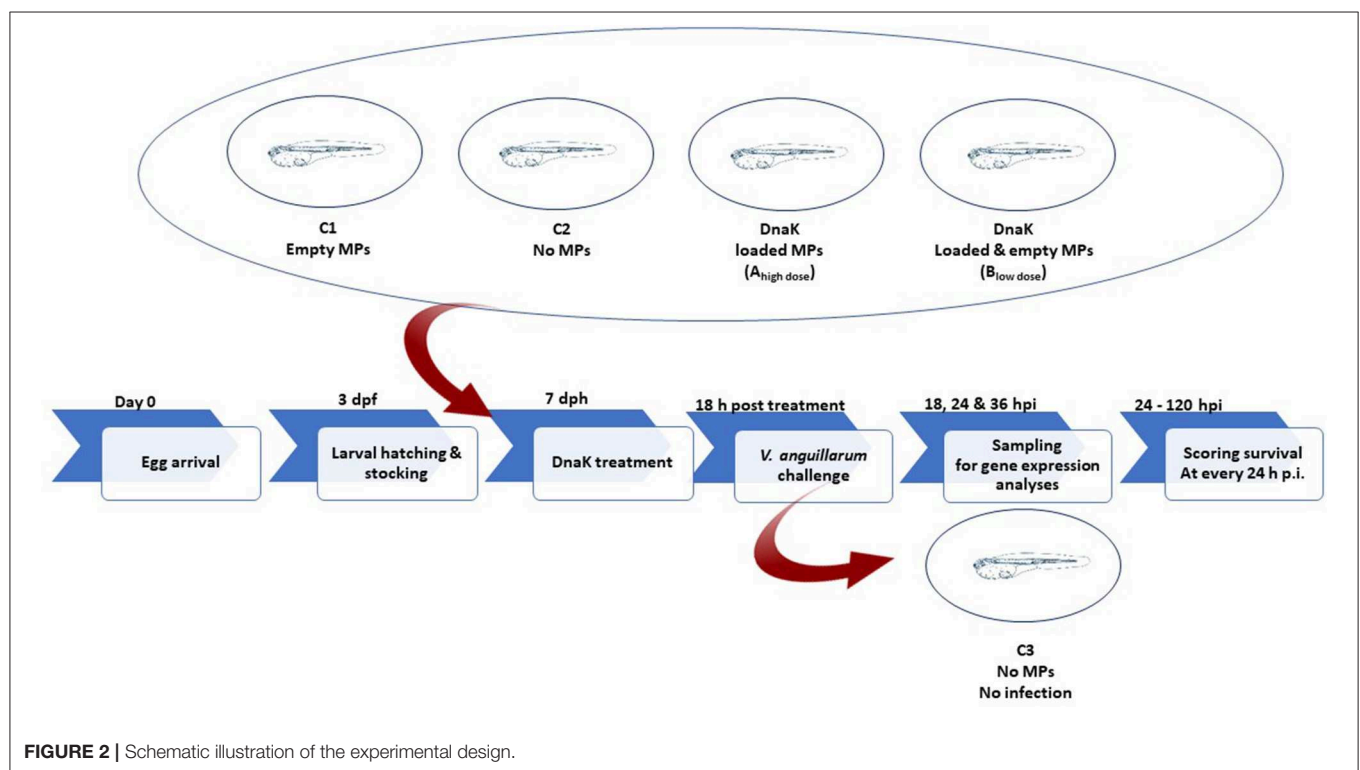 C1
Empty MPs
C2
No MPs
DnaK
loaded MPs
(Ahigh dose)
DnaK
Loaded & empty MPs
(Blow dose)
Day 0
Egg arrival
3 dpf
Larval hatching &
stocking
7 dph
DnaK treatment
18 h post treatment
V. anguillarum
challenge
18, 24 & 36 hpi
Sampling
for gene expression
analyses
24 - 120 hpi
Scoring survival
At every 24 h p.i.
C3
No MPs
No infection
FIGURE 2 | Schematic illustration of the experimental design.